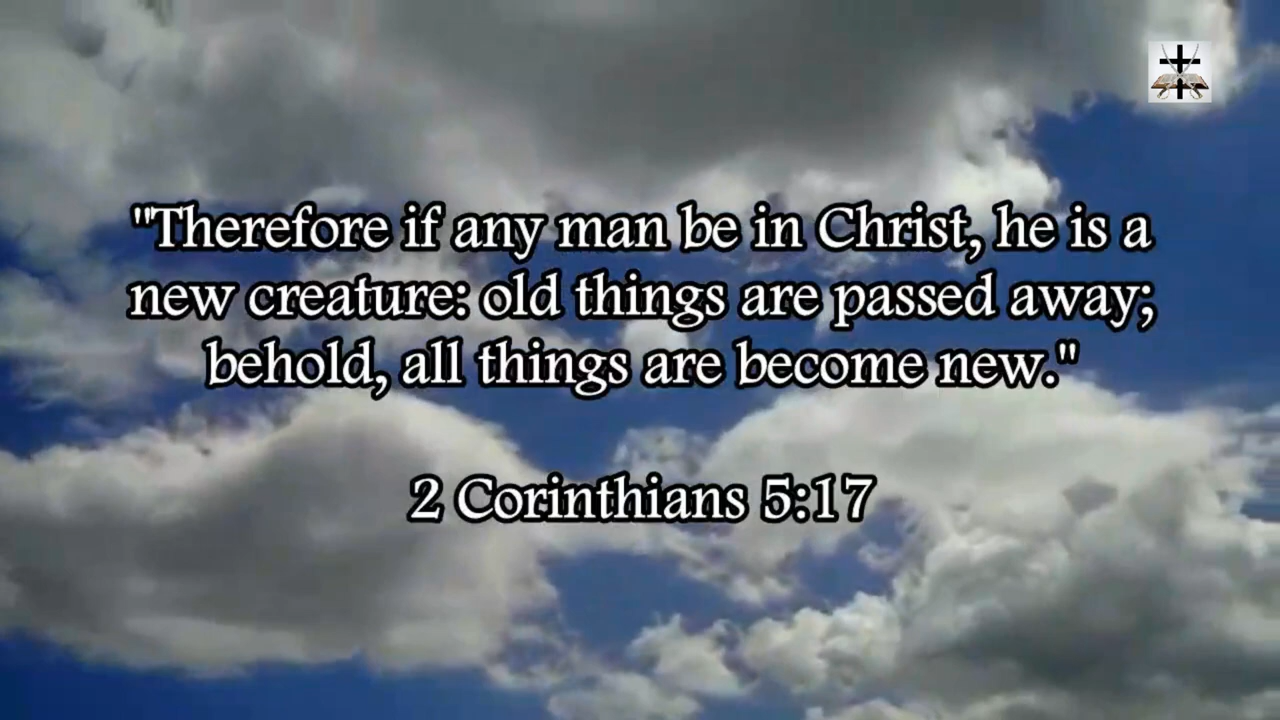 "Therefore if any man be in Christ, he is a
new creature: old things are passed away;
behold, all things are become new."
2 Corinthians 5:17